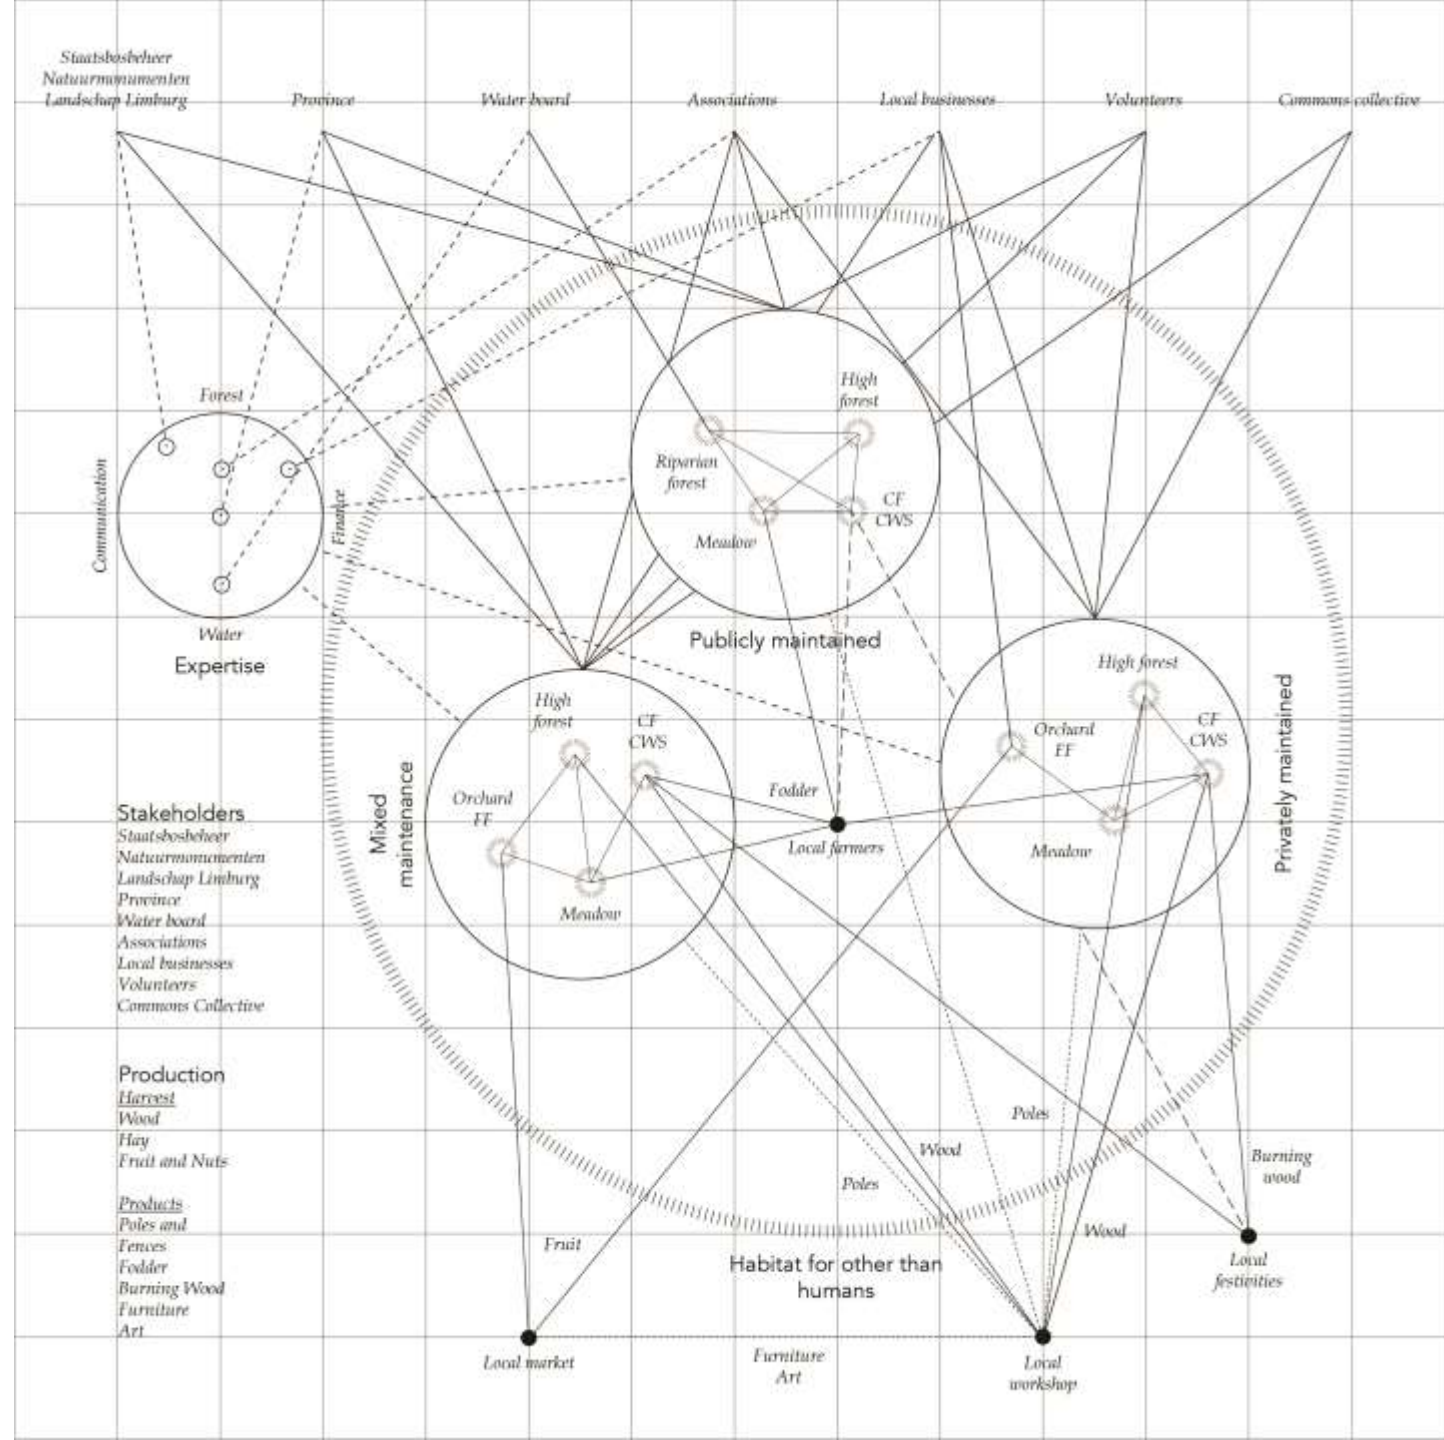 Staatsbosbeheer
Natuurmonumenten
Landschap Limburg
Province
Water board
Associations
Local businesses
Volunteers
Commons collective
Forest
Communication
Finance
Water
Expertise
High
forest
Riparian
forest
CF
CWS
Meadow
Publicly maintained
High forest
Orchard
FF
CF
CWS
Meadow
Privately maintained
High
forest
CF
CWS
Orchard
FF
Meadow
Mixed
maintenance
Fodder
Local farmers
Stakeholders
Staatsbosbeheer
Natuurmonumenten
Landschap Limburg
Province
Water board
Associations
Local businesses
Volunteers
Commons Collective
Production
Harvest
Wood
Hay
Fruit and Nuts
Products
Poles and
Fences
Fodder
Burning Wood
Furniture
Art
Poles
Wood
Poles
Burning
wood
Wood
Fruit
Habitat for other than
humans
Local
festivities
Local market
Furniture
Art
Local
workshop